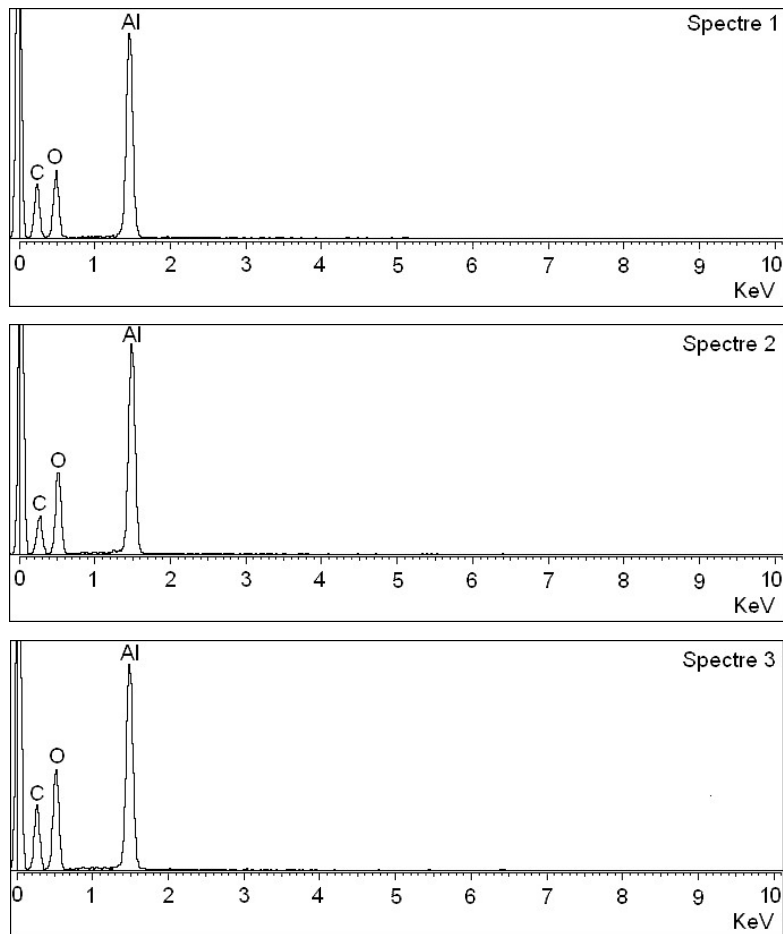 Al
Spectre 1
C
O
0 1 2 3 4 5 6 7 8 9 10
KeV
Al
Spectre 2
O
C
0 1 2 3 4 5 6 7 8 9 10
KeV
Al
Spectre 3
O
C
0 1 2 3 4 5 6 7 8 9 10
KeV